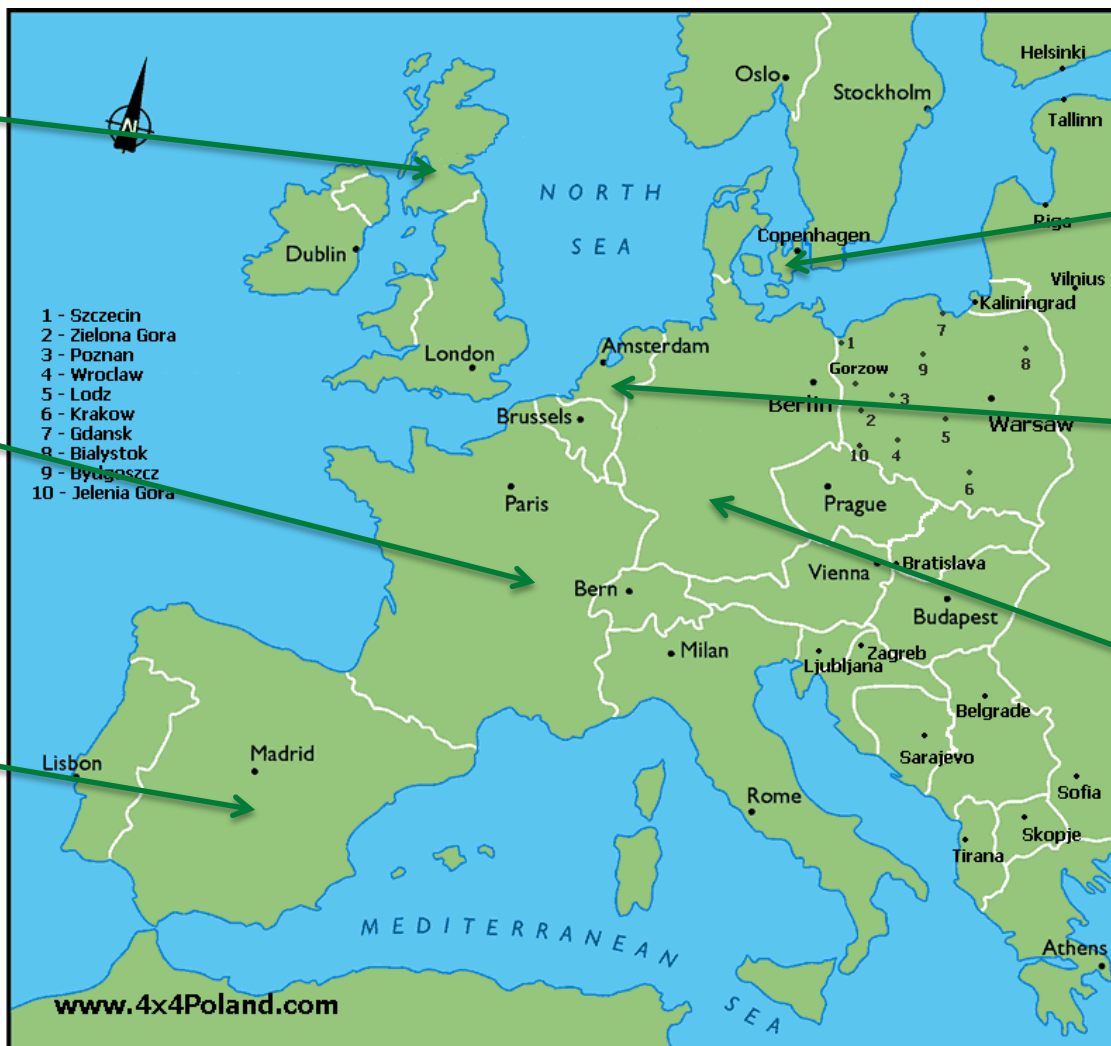 Helsinki
Oslo
Stockholm
Tallinn
N
NORTH
SEA
Riga
Copenhagen
Dublin
Vilnius
Kaliningrad
1 - Szczecin
2 - Zielona Gora
3 - Poznan
4 - Wroclaw
5 - Lodz
6 - Krakow
7 - Gdansk
8 - Bialystok
9 - Bydgoszcz
10 - Jelenia Gora
7
1
Amsterdam
London
9
8
Gorzow
Berlin
3
Warsaw
2
Brussels
5
4
10
6
Paris
Prague
Vienna
Bratislava
Bern
Budapest
Milan
Ljubljana
Zagreb
Belgrade
Sarajevo
Lisbon
Madrid
Sofia
Rome
Skopje
Tirana
MEDITERRANEAN
SEA
Athens
www.4x4Poland.com